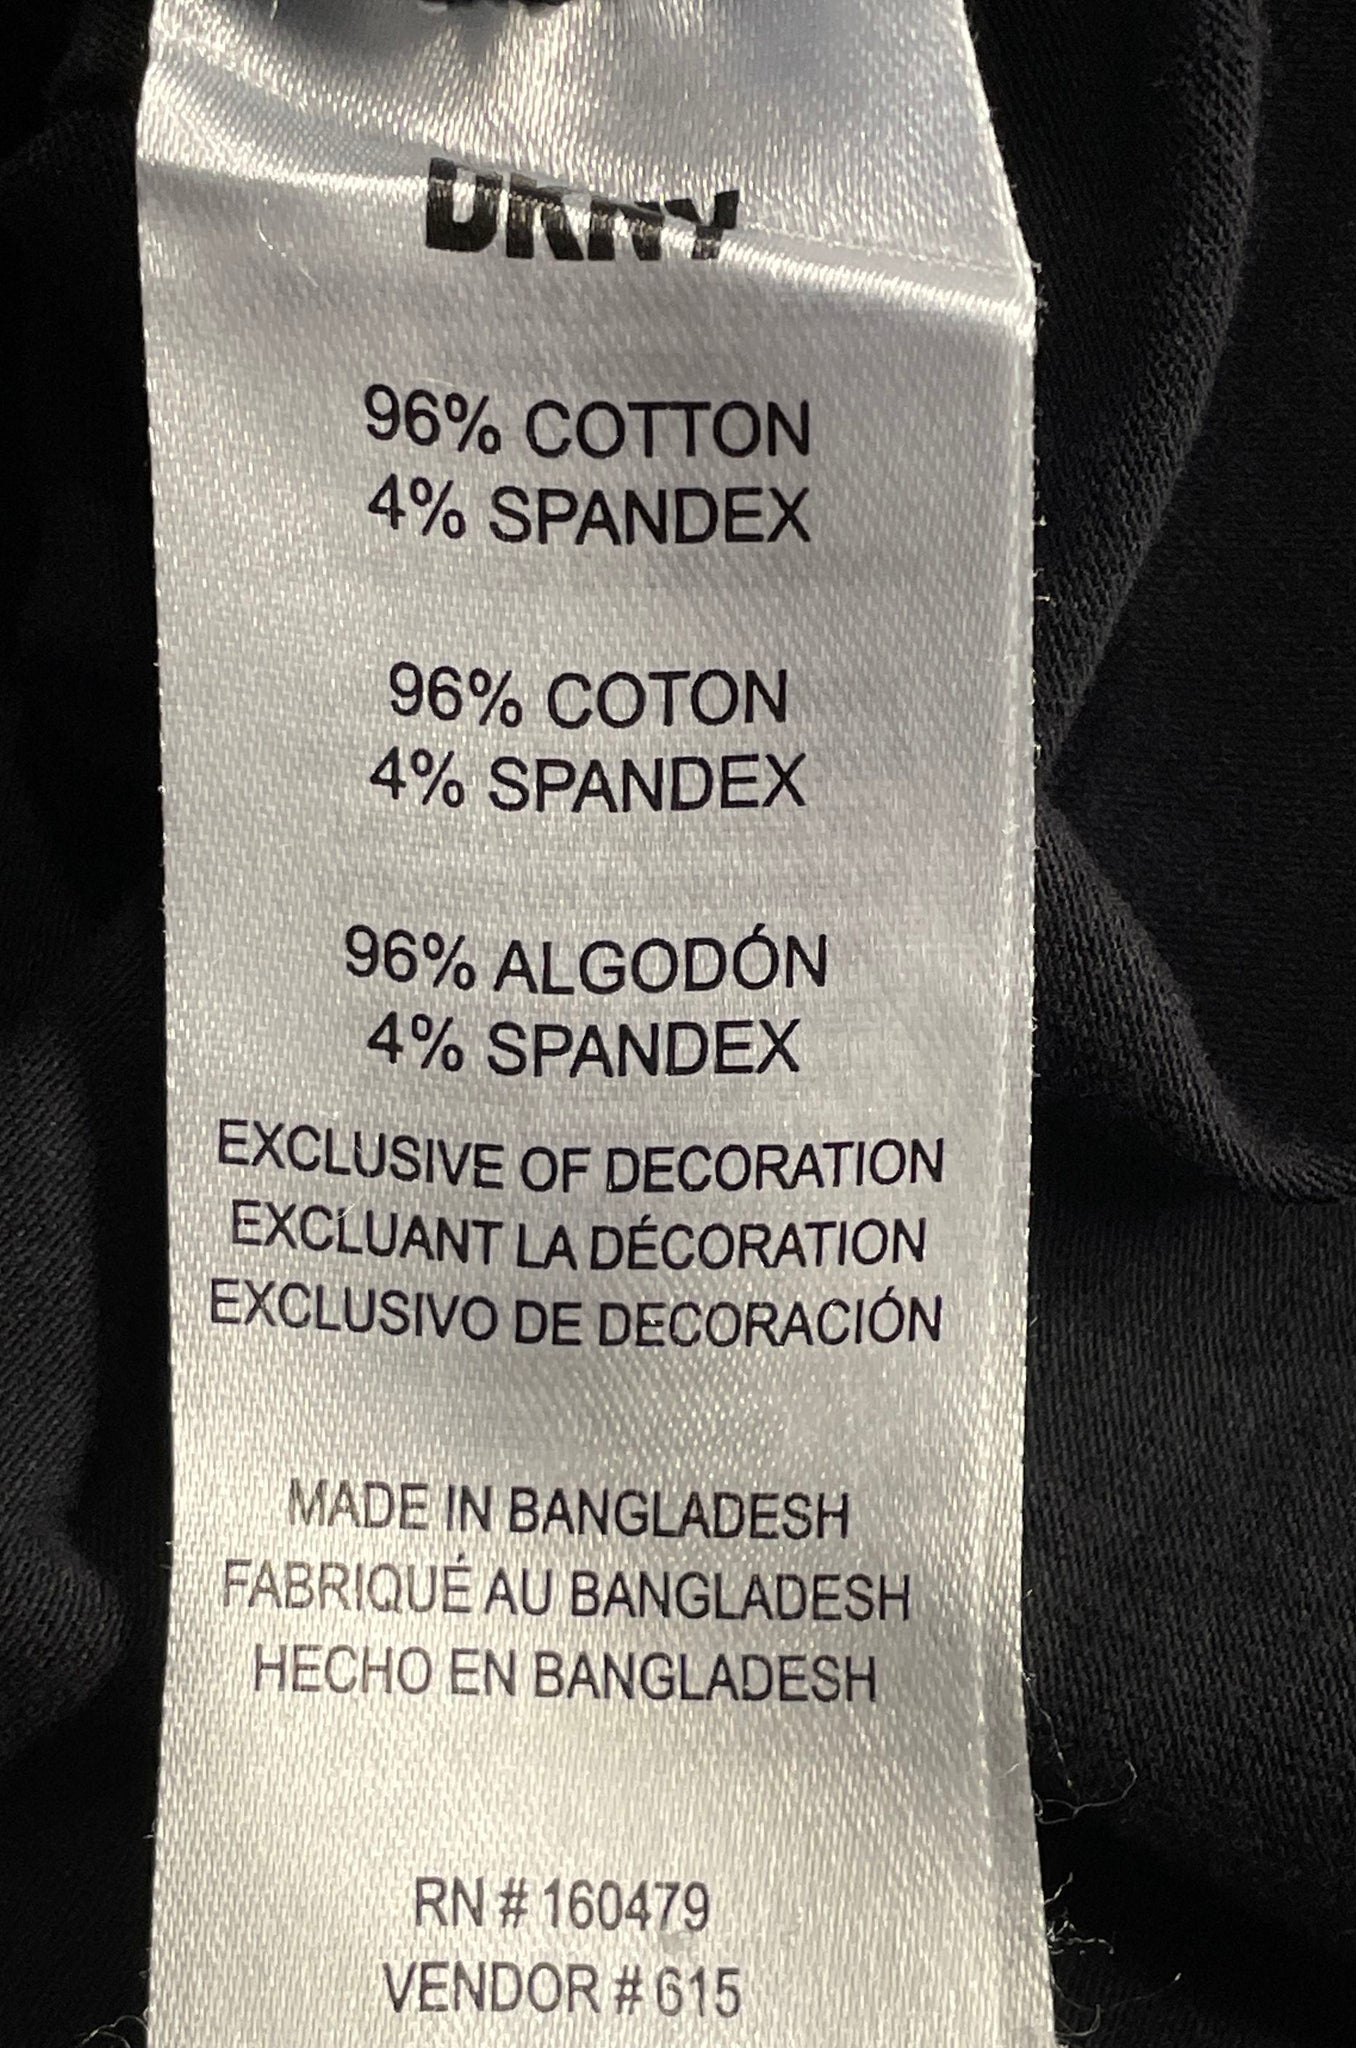 DKNY
96% COTTON
4% SPANDEX
96% COTON
4% SPANDEX
96% ALGODÓN
4% SPANDEX
EXCLUSIVE OF DECORATION
EXCLUANT LA DÉCORATION
EXCLUSIVO DE DECORACIÓN
MADE IN BANGLADESH
FABRIQUÉ AU BANGLADESH
HECHO EN BANGLADESH
RN # 160479
VENDOR # 615